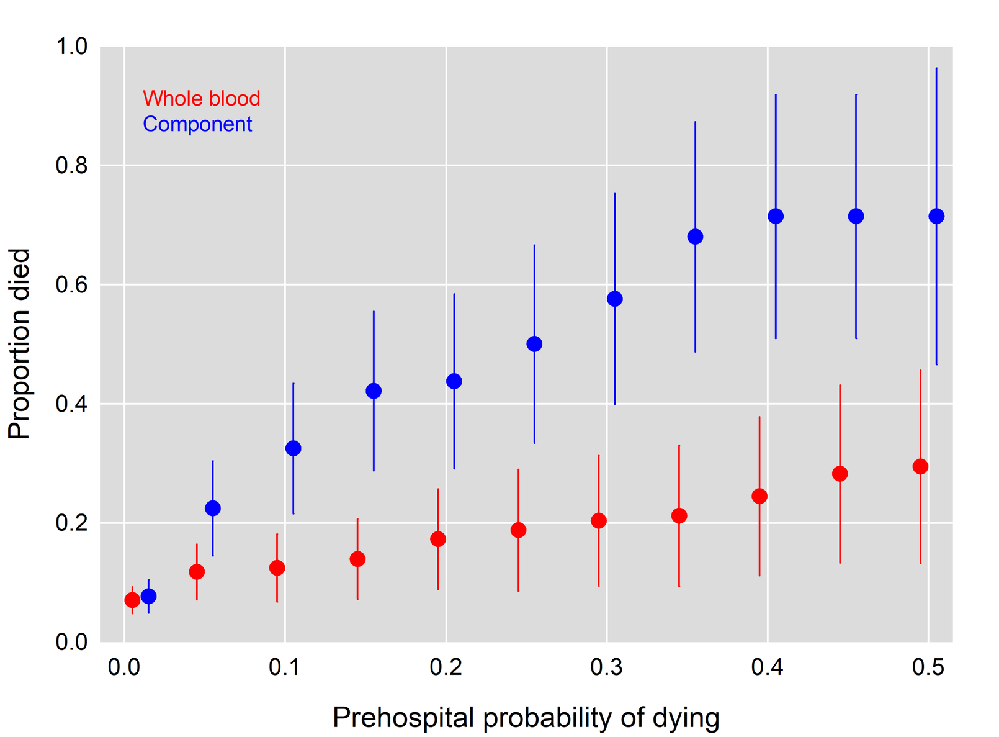 1.0
Whole blood
Component
0.8
0.6
Proportion died
0.4
0.2
0.0
0.0 0.1 0.2 0.3 0.4 0.5
Prehospital probability of dying